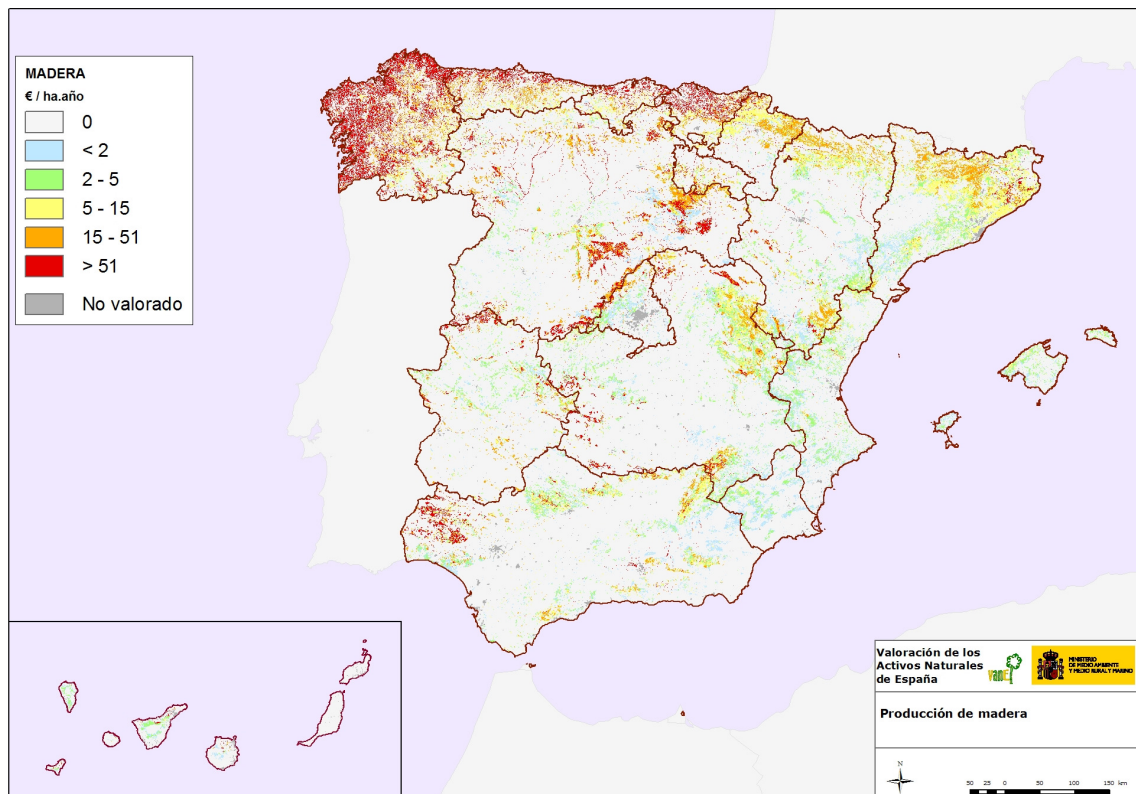 MADERA
€ / ha.año
0
< 2
2 - 5
5 - 15
15 - 51
> 51
No valorado
Valoración de los
Activos Naturales
de España
VANE
MINISTERIO
DE MEDIO AMBIENTE
Y MEDIO RURAL Y MARINO
Producción de madera
N
50 25 0 50 100 150 km